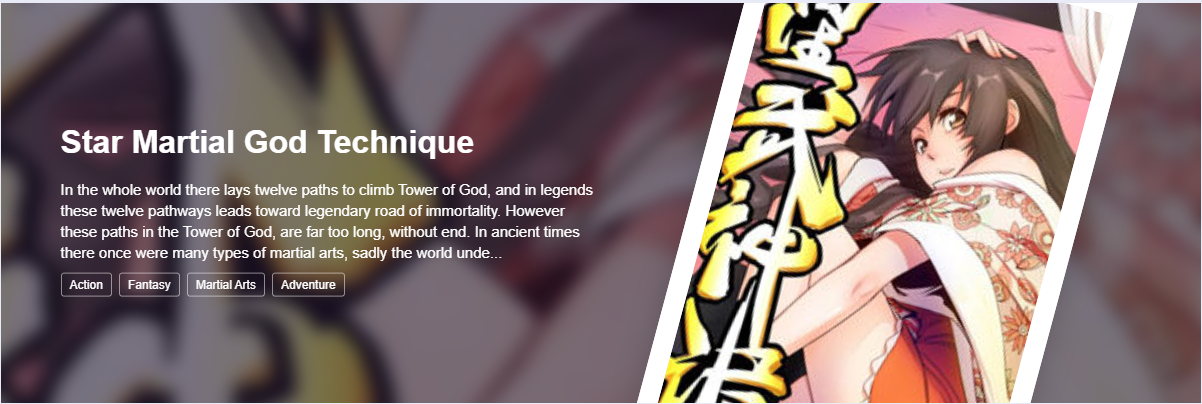 Star Martial God Technique
In the whole world there lays twelve paths to climb Tower of God, and in legends
these twelve pathways leads toward legendary road of immortality. However
these paths in the Tower of God, are far too long, without end. In ancient times
there once were many types of martial arts, sadly the world unde...
Action Fantasy Martial Arts Adventure